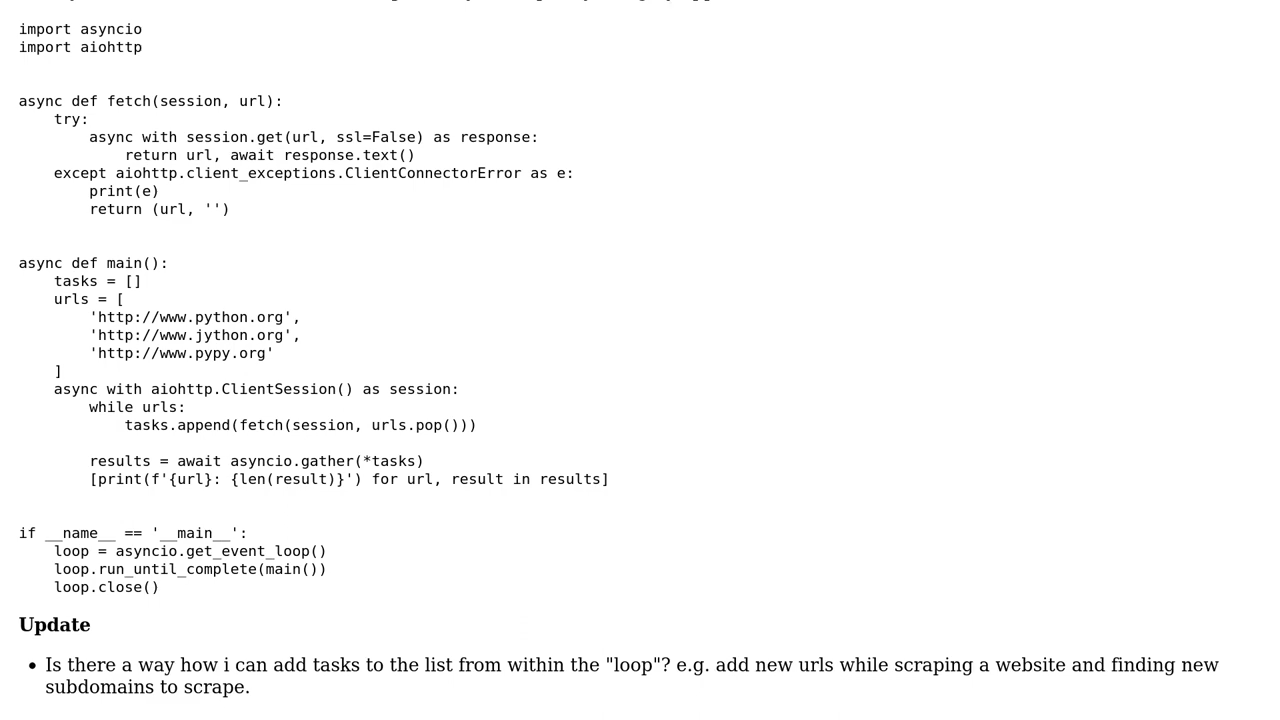 import asyncio
import aiohttp
async def fetch(session, url):
    try:
        async with session.get(url, ssl=False) as response:
            return url, await response.text()
    except aiohttp.client_exceptions.ClientConnectorError as e:
        print(e)
        return (url, '')
async def main():
    tasks = []
    urls = [
        'http://www.python.org',
        'http://www.jython.org',
        'http://www.pypy.org'
    ]
    async with aiohttp.ClientSession() as session:
        while urls:
            tasks.append(fetch(session, urls.pop()))
        results = await asyncio.gather(*tasks)
        [print(f'{url}: {len(result)}') for url, result in results]
if __name__ == '__main__':
    loop = asyncio.get_event_loop()
    loop.run_until_complete(main())
    loop.close()
Update
• Is there a way how i can add tasks to the list from within the "loop"? e.g. add new urls while scraping a website and finding new
subdomains to scrape.